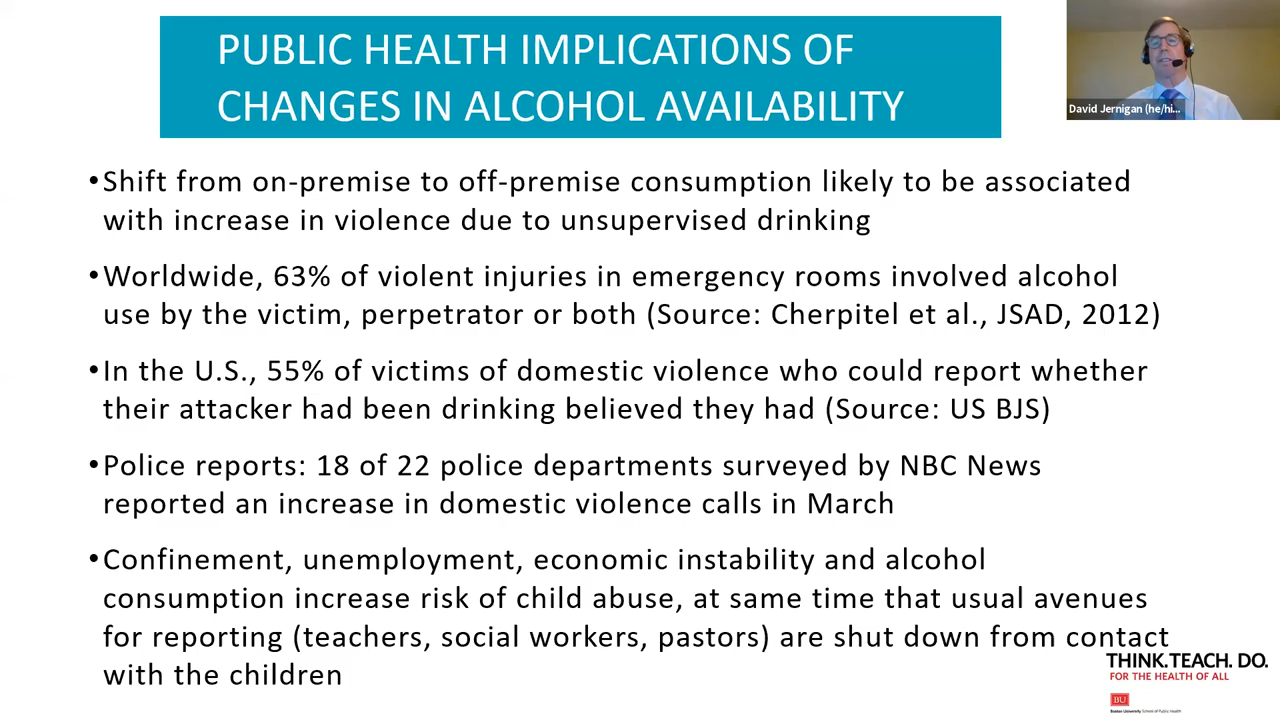 PUBLIC HEALTH IMPLICATIONS OF
CHANGES IN ALCOHOL AVAILABILITY
David Jernigan (he/hi...
•Shift from on-premise to off-premise consumption likely to be associated
with increase in violence due to unsupervised drinking
•Worldwide, 63% of violent injuries in emergency rooms involved alcohol
use by the victim, perpetrator or both (Source: Cherpitel et al., JSAD, 2012)
•In the U.S., 55% of victims of domestic violence who could report whether
their attacker had been drinking believed they had (Source: US BJS)
•Police reports: 18 of 22 police departments surveyed by NBC News
reported an increase in domestic violence calls in March
•Confinement, unemployment, economic instability and alcohol
consumption increase risk of child abuse, at same time that usual avenues
for reporting (teachers, social workers, pastors) are shut down from contact
with the children
THINK.TEACH. DO.
FOR THE HEALTH OF ALL
BU
Boston University School of Public Health